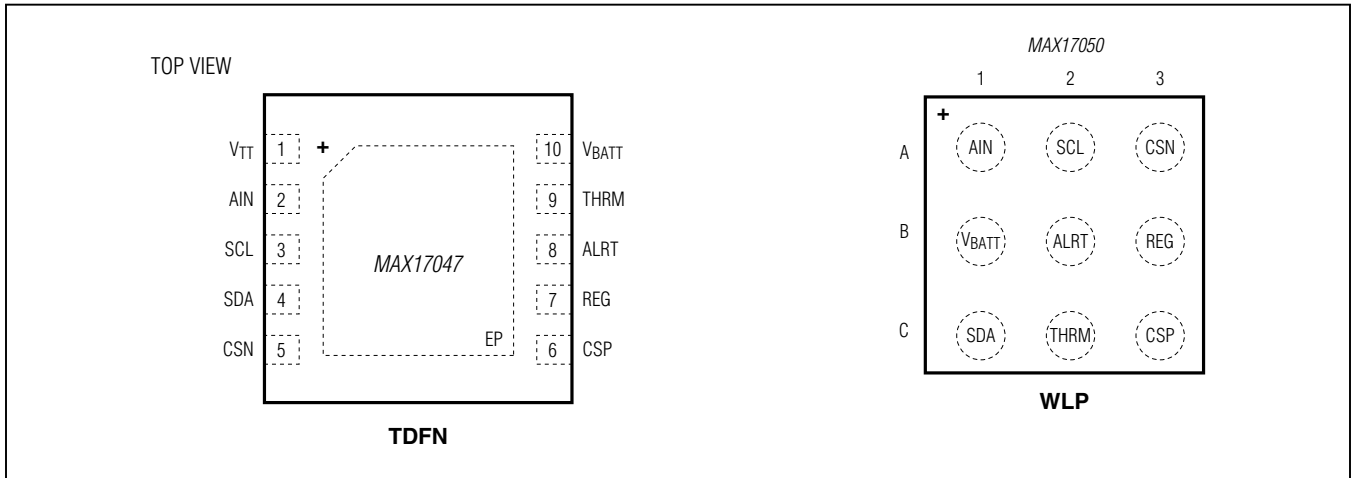 TOP VIEW
VTT 1 + 10 VBATT
AIN 2 9 THRM
SCL 3 8 ALRT
MAX17047
SDA 4 7 REG
CSN 5 EP 6 CSP
TDFN
MAX17050
1 2 3
+
A AIN SCL CSN
B VBATT ALRT REG
C SDA THRM CSP
WLP